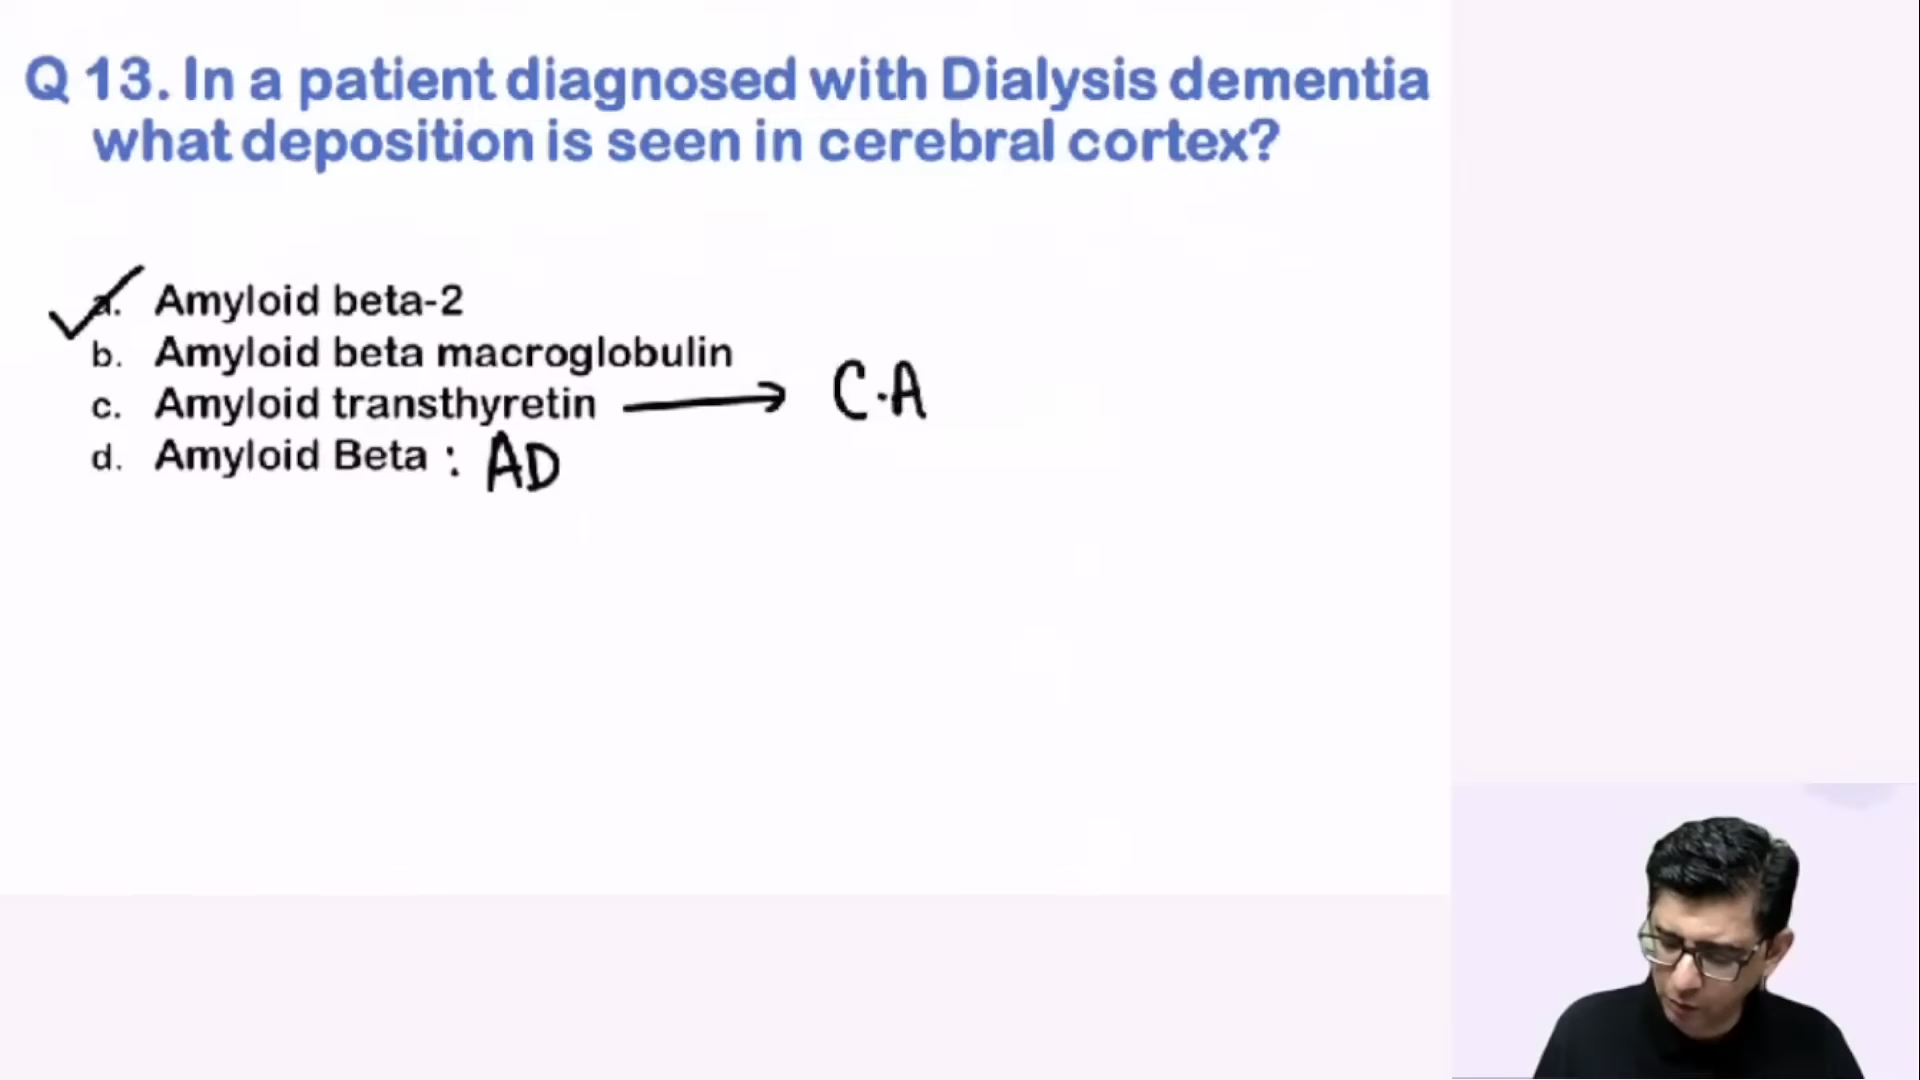 Q 13. In a patient diagnosed with Dialysis dementia
what deposition is seen in cerebral cortex?
a. Amyloid beta-2
b. Amyloid beta macroglobulin
c. Amyloid transthyretin → C.A
d. Amyloid Beta : AD